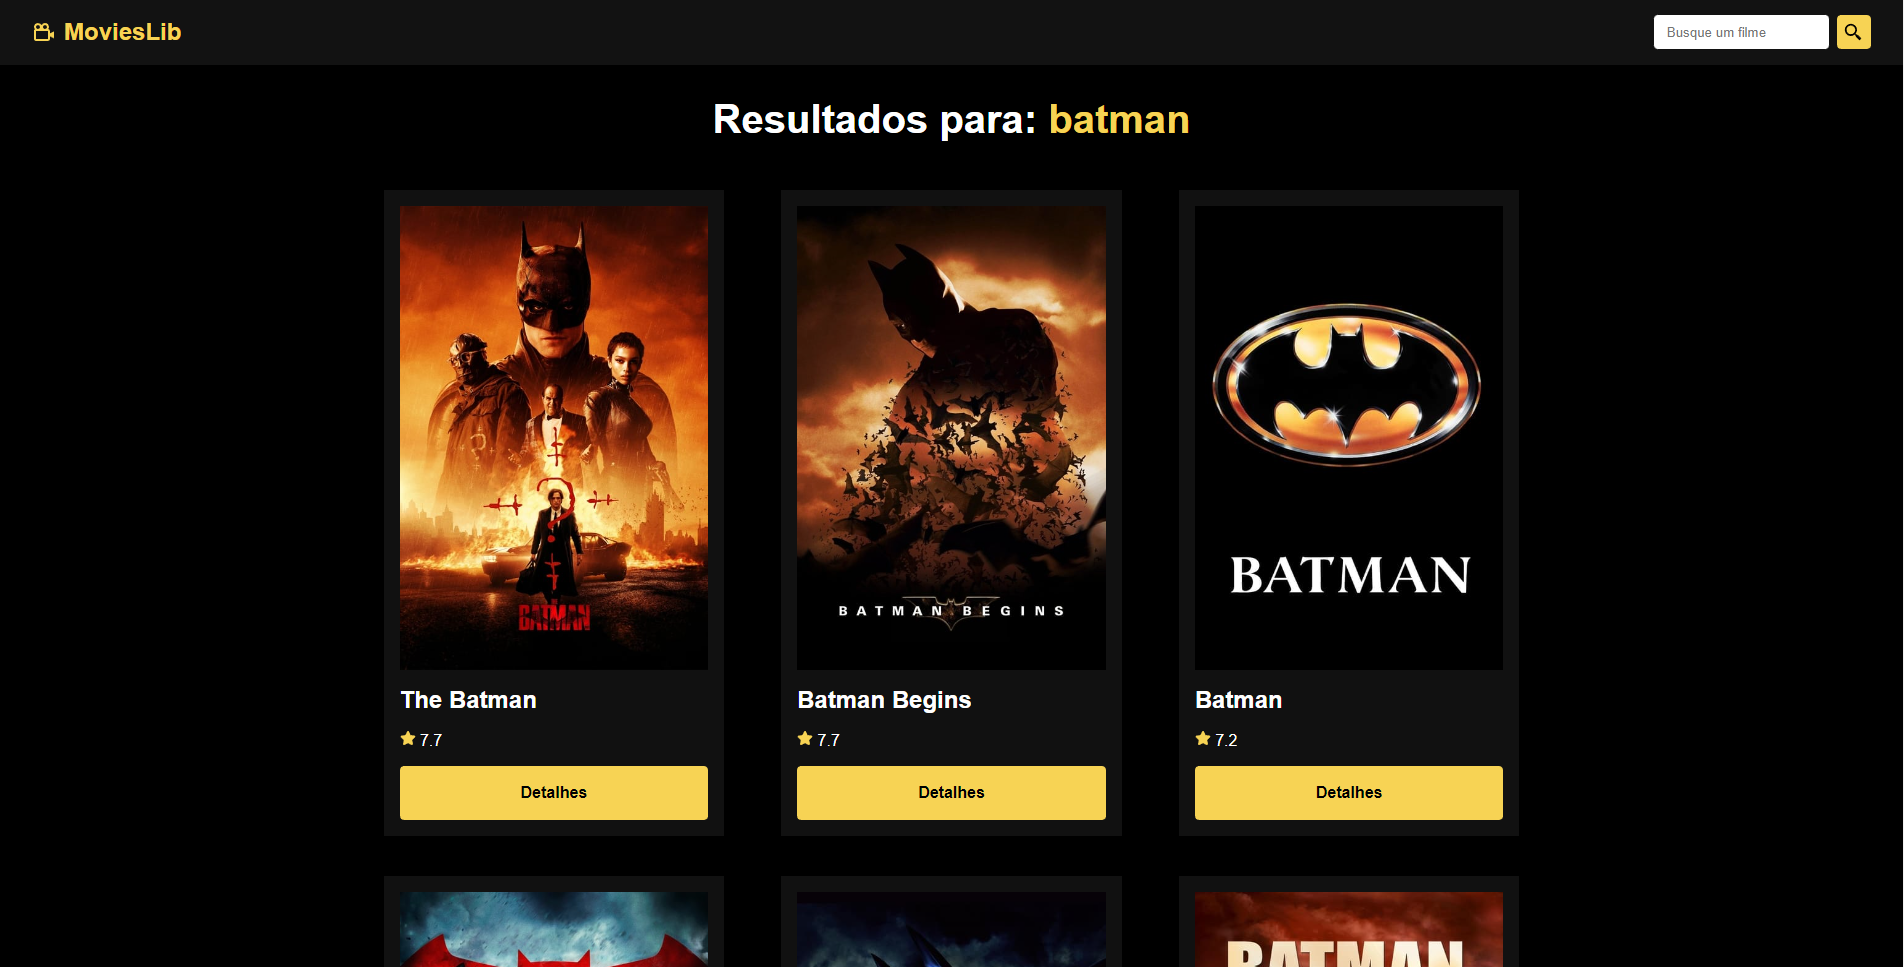 MoviesLib
Busque um filme
Resultados para: batman
BATMAN
BATMAN BEGINS
BATMAN
The Batman
Batman Begins
Batman
7.7
7.7
7.2
Detalhes
Detalhes
Detalhes
BATMAN